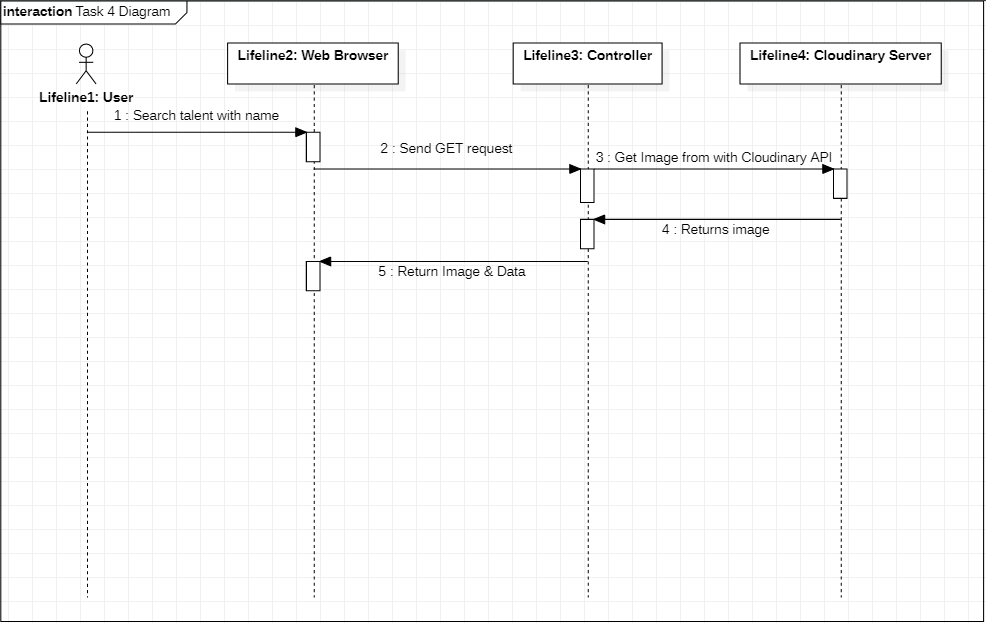 interaction Task 4 Diagram
Lifeline1: User
Lifeline2: Web Browser
Lifeline3: Controller
Lifeline4: Cloudinary Server
1 : Search talent with name
2 : Send GET request
3 : Get Image from with Cloudinary API
4 : Returns image
5 : Return Image & Data